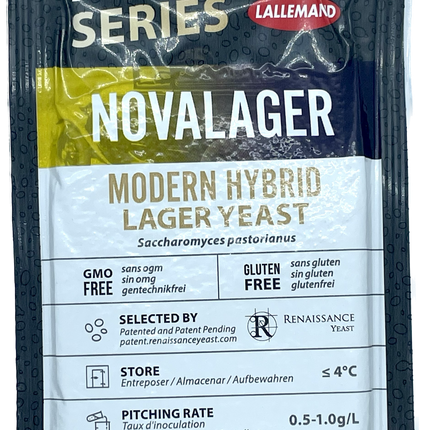 SERIES
LALLEMAND
NOVALAGER
MODERN HYBRID
LAGER YEAST
Saccharomyces pastorianus
GMO FREE
sans ogm
sin omg
gentechnikfrei
GLUTEN FREE
sans gluten
sin gluten
glutenfrei
SELECTED BY
Patented and Patent Pending
patent.renaissanceyeast.com
R
RENAISSANCE
YEAST
STORE
Entreposer / Almacenar / Aufbewahren
≤ 4°C
PITCHING RATE
Taux d'inoculation
0.5-1.0g/L